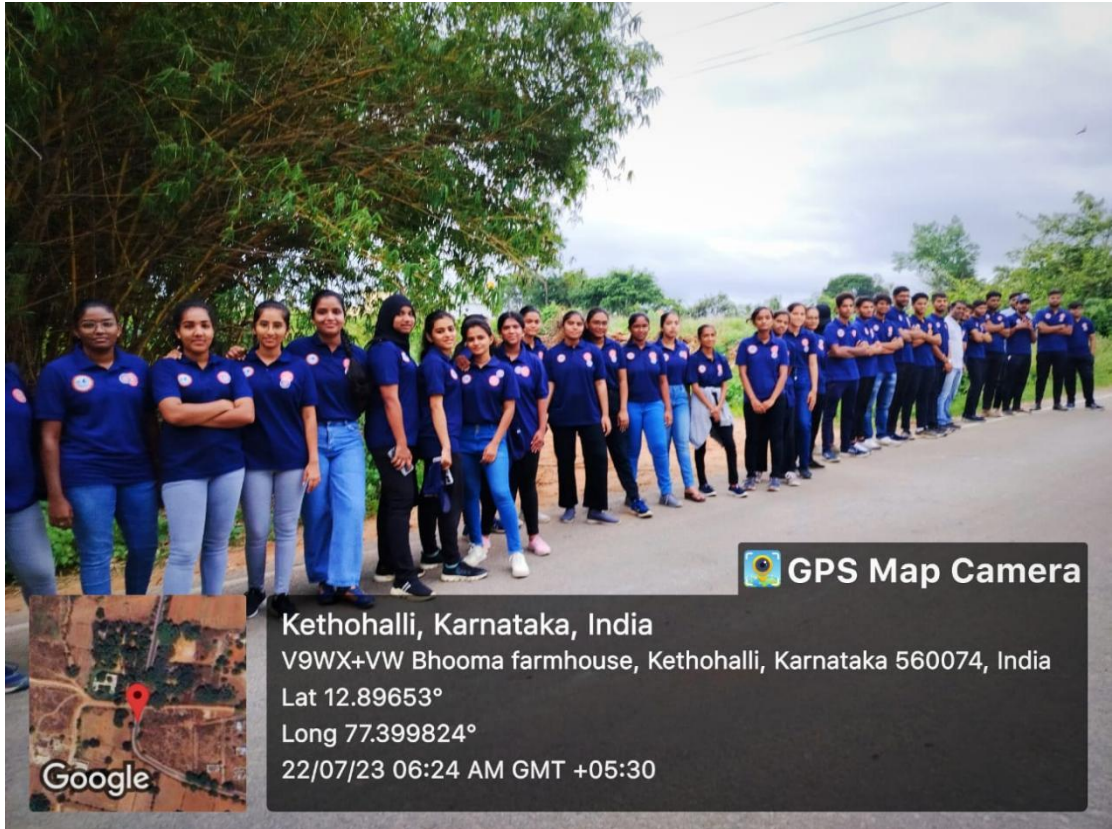 GPS Map Camera
Kethohalli, Karnataka, India
V9WX+VW Bhooma farmhouse, Kethohalli, Karnataka 560074, India
Lat 12.89653°
Long 77.399824°
22/07/23 06:24 AM GMT +05:30
Google